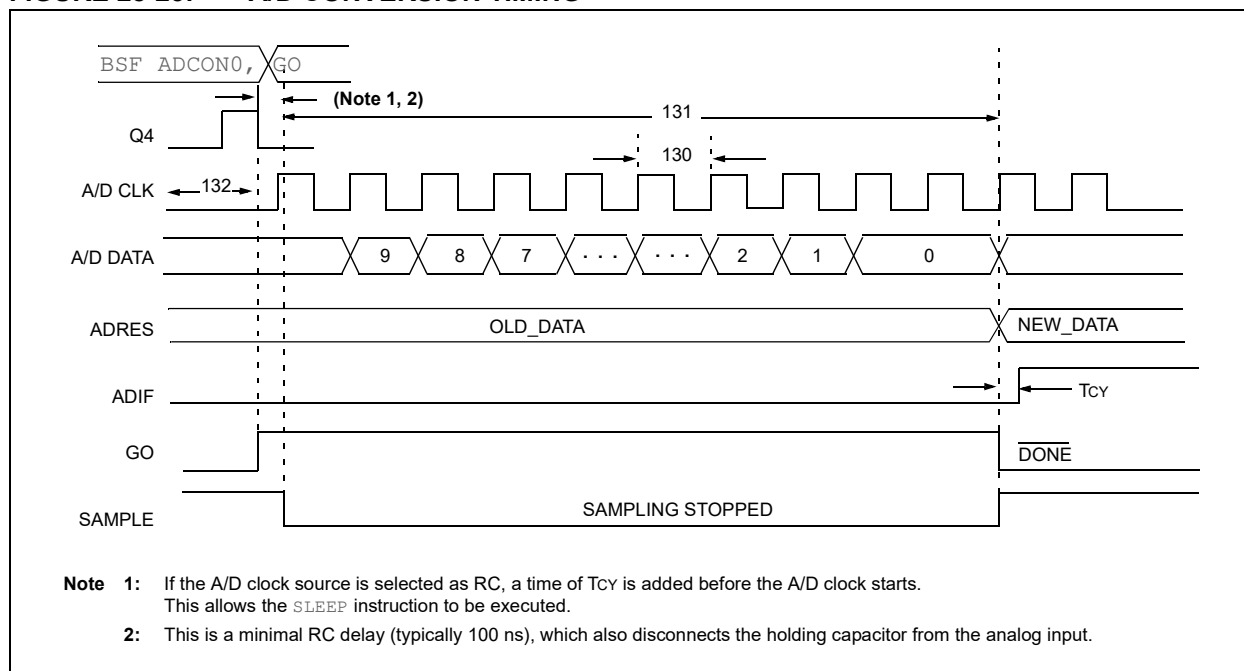 BSF ADCON0, GO
(Note 1, 2)
131
Q4
130
A/D CLK
132
A/D DATA
9 8 7 . . . . . . 2 1 0
ADRES
OLD_DATA
NEW_DATA
ADIF
TCY
GO
DONE
SAMPLE
SAMPLING STOPPED
Note 1: If the A/D clock source is selected as RC, a time of TCY is added before the A/D clock starts.
This allows the SLEEP instruction to be executed.
2: This is a minimal RC delay (typically 100 ns), which also disconnects the holding capacitor from the analog input.